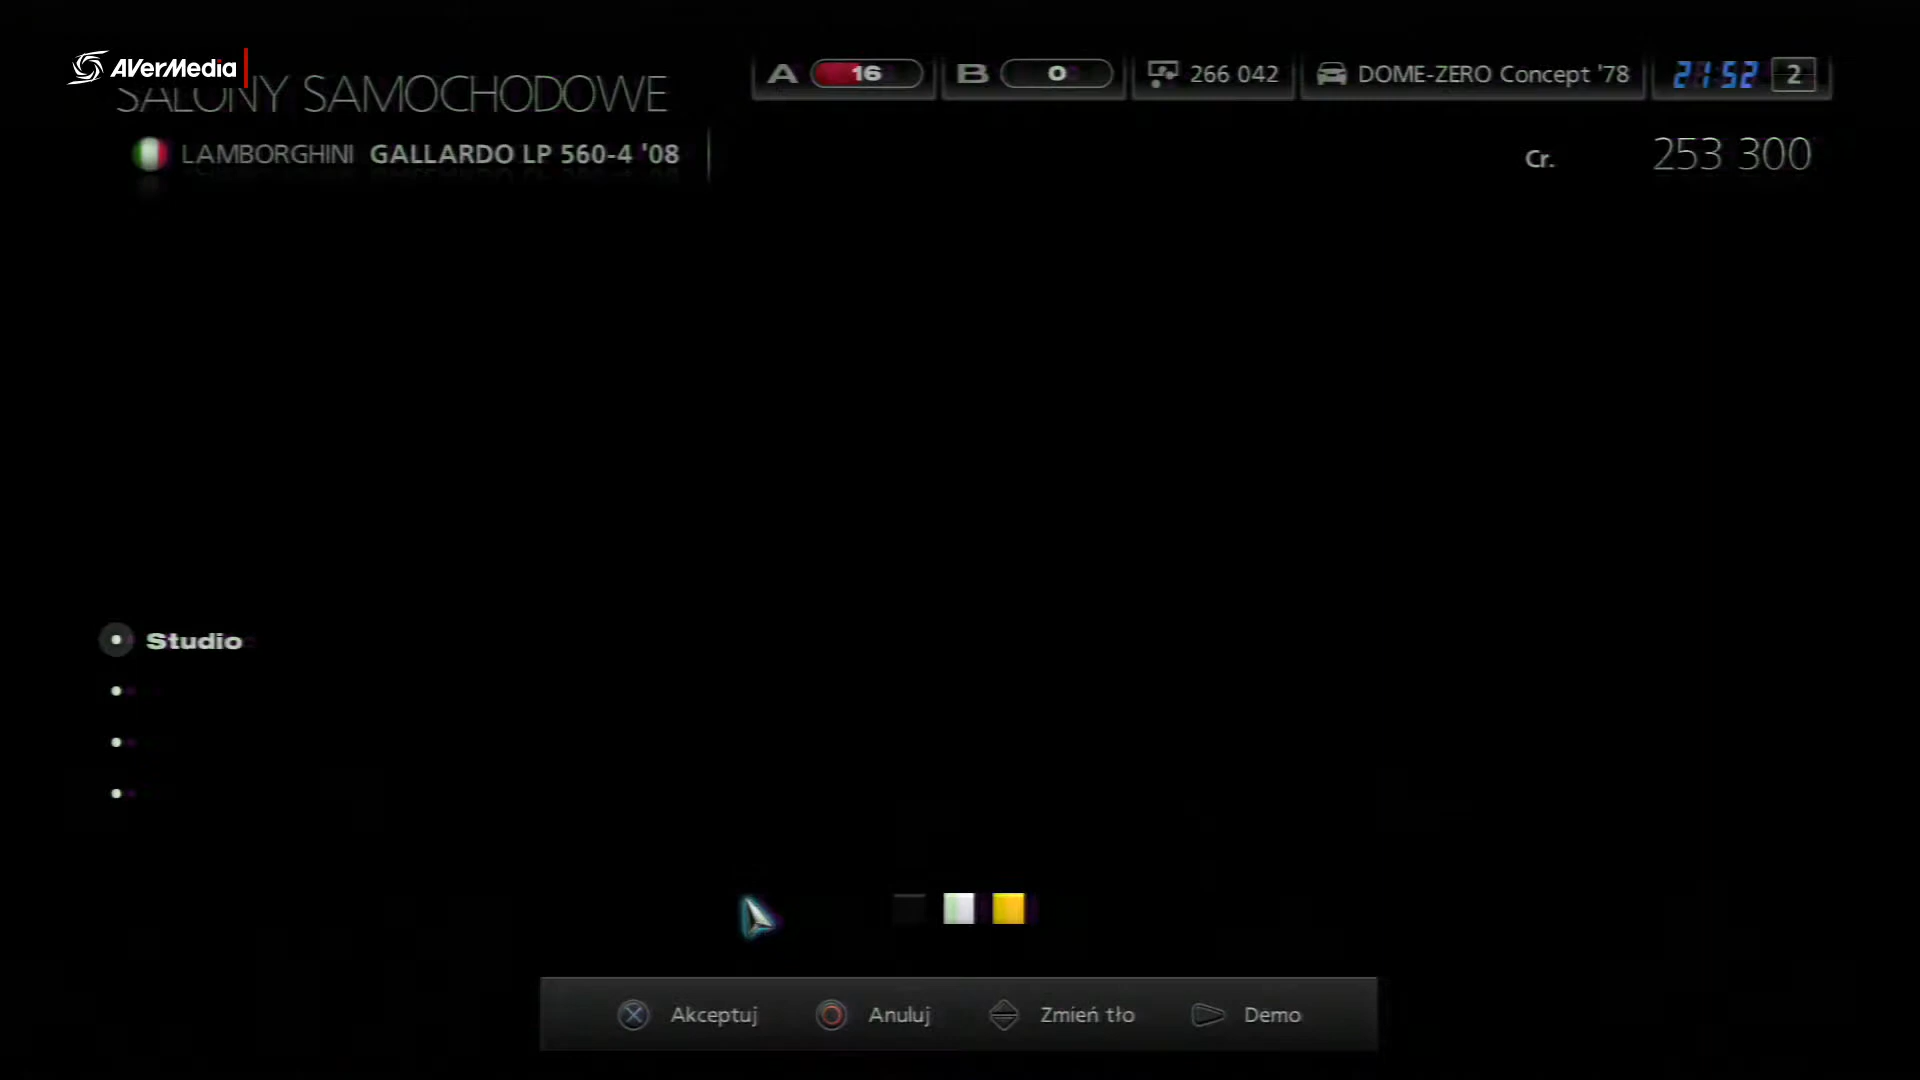 AVerMedia
SALONY SAMOCHODOWE
A 16 B 0 266 042 DOME-ZERO Concept '78 21:52 2
LAMBORGHINI GALLARDO LP 560-4 '08 Cr. 253 300
Studio
Akceptuj Anuluj Zmień tło Demo